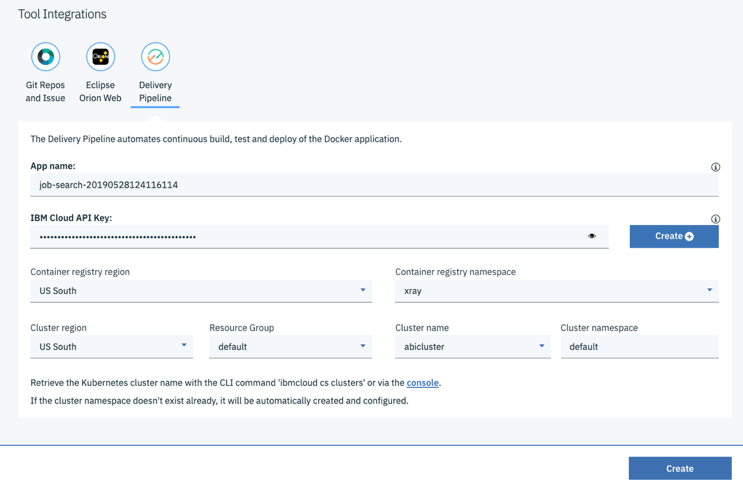 Tool Integrations
Git Repos
and Issue
Eclipse
Orion Web
Delivery
Pipeline
The Delivery Pipeline automates continuous build, test and deploy of the Docker application.
App name:
job-search-20190528124116114
IBM Cloud API Key:
••••••••••••••••••••••••••••••••••••••••••••
Create
Container registry region
Container registry namespace
US South
xray
Cluster region
Resource Group
Cluster name
Cluster namespace
US South
default
abicluster
default
Retrieve the Kubernetes cluster name with the CLI command 'ibmcloud cs clusters' or via the console.
If the cluster namespace doesn't exist already, it will be automatically created and configured.
Create